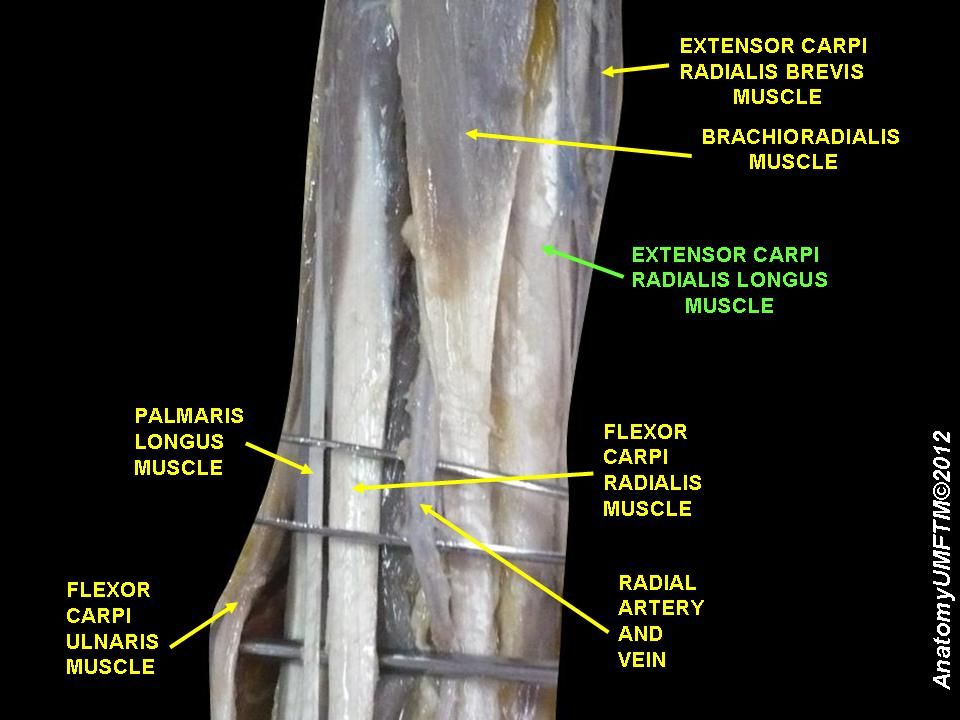 EXTENSOR CARPI
RADIALIS BREVIS
MUSCLE
BRACHIORADIALIS
MUSCLE
EXTENSOR CARPI
RADIALIS LONGUS
MUSCLE
PALMARIS
LONGUS
MUSCLE
FLEXOR
CARPI
RADIALIS
MUSCLE
FLEXOR
CARPI
ULNARIS
MUSCLE
RADIAL
ARTERY
AND
VEIN
AnatomyUMFTM©2012